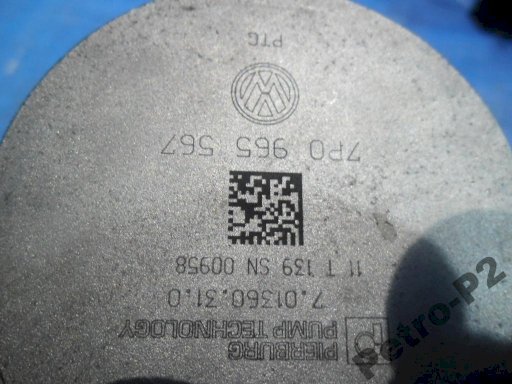 PIERBURG
PUMP TECHNOLOGY
7.01360.31.0
11 T 139 SN 00958
7P0 965 567
PTC
Petro-P2